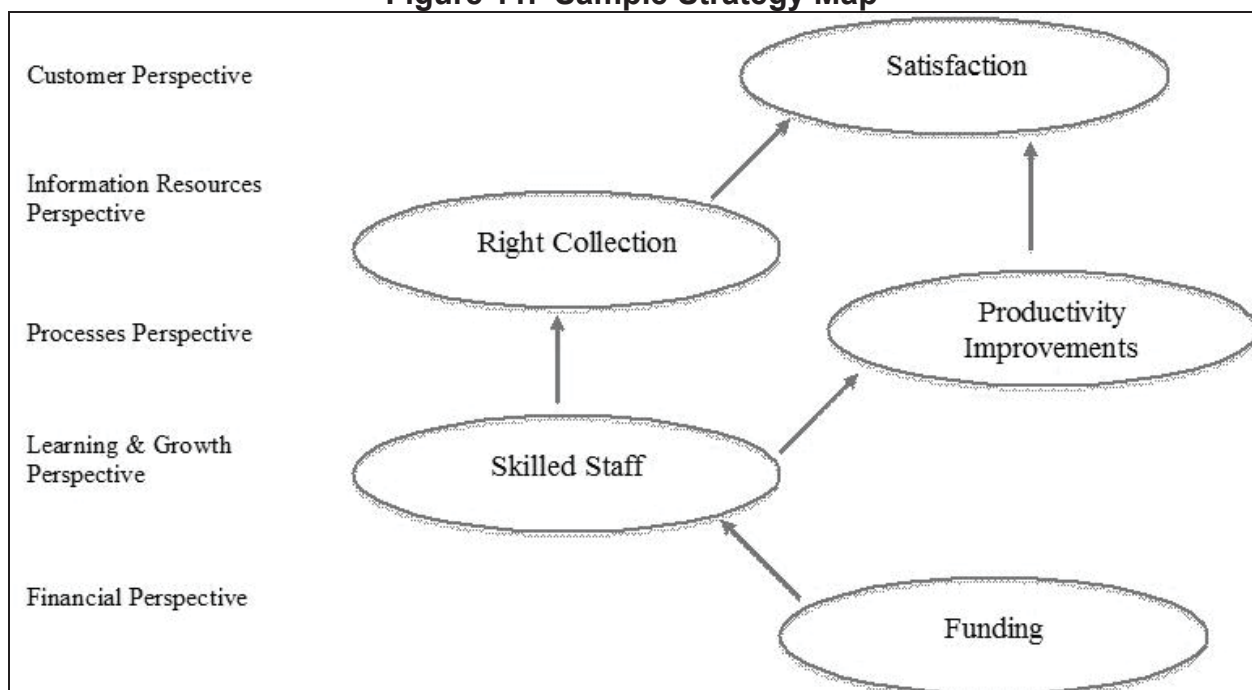 Figure Sample Strategy Map
Customer Perspective
Satisfaction
Information Resources
Perspective
Right Collection
Processes Perspective
Productivity
Improvements
Learning & Growth
Perspective
Skilled Staff
Financial Perspective
Funding